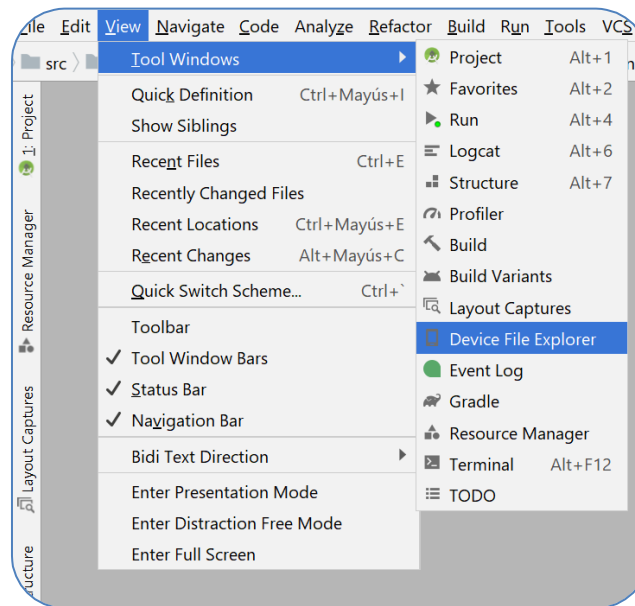 File Edit View Navigate Code Analyze Refactor Build Run Tools VCS
src
Tool Windows
Quick Definition Ctrl+Mayús+I
Show Siblings
Recent Files Ctrl+E
Recently Changed Files
Recent Locations Ctrl+Mayús+E
Recent Changes Alt+Mayús+C
Quick Switch Scheme... Ctrl+`
Toolbar
Tool Window Bars
Status Bar
Navigation Bar
Bidi Text Direction
Enter Presentation Mode
Enter Distraction Free Mode
Enter Full Screen
Project Alt+1
Favorites Alt+2
Run Alt+4
Logcat Alt+6
Structure Alt+7
Profiler
Build
Build Variants
Layout Captures
Device File Explorer
Event Log
Gradle
Resource Manager
Terminal Alt+F12
TODO
1: Project
Resource Manager
Layout Captures
ucture